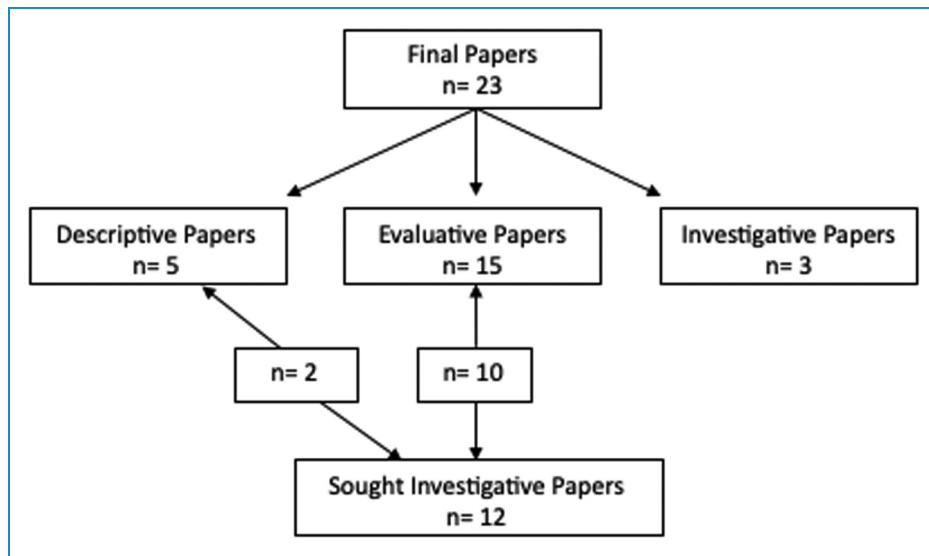 Final Papers
n= 23
Descriptive Papers
n= 5
Evaluative Papers
n= 15
Investigative Papers
n= 3
n= 2
n= 10
Sought Investigative Papers
n= 12